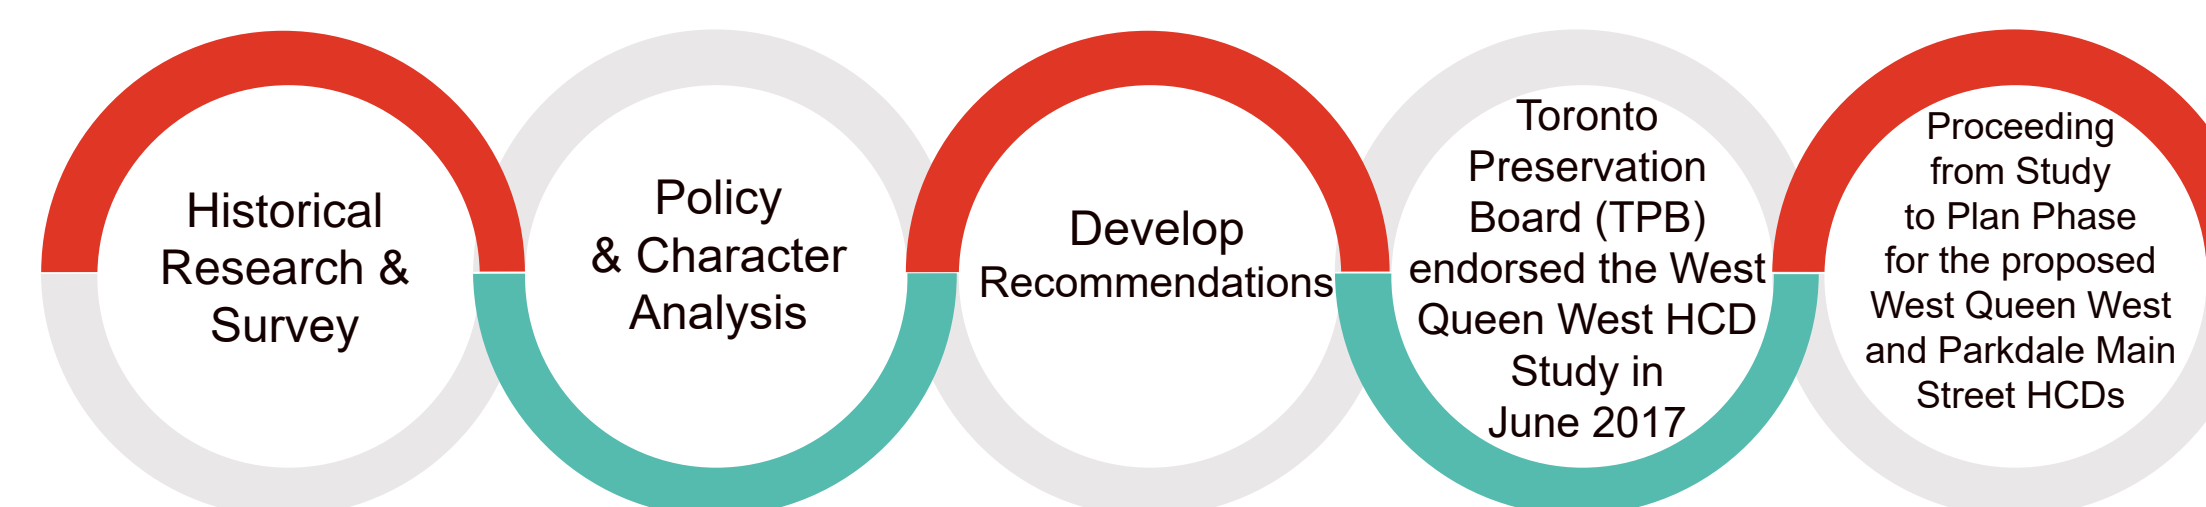 Historical
Research &
Survey
Policy
& Character
Analysis
Develop
Recommendations
Toronto
Preservation
Board (TPB)
endorsed the West
Queen West HCD
Study in
June 2017
Proceeding
from Study
to Plan Phase
for the proposed
West Queen West
and Parkdale Main
Street HCDs